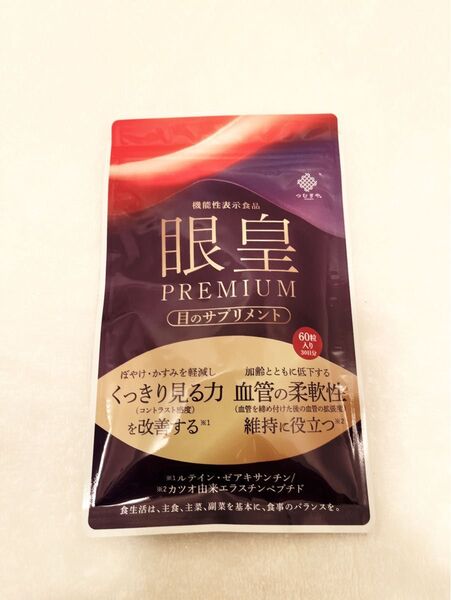 つむぎや。
機能性表示食品
眼皇
PREMIUM
目のサプリメント
60粒
入り
30日分
ぼやけ・かすみを軽減し
くっきり見る力
(コントラスト感度)
を改善する※1
加齢とともに低下する
血管の柔軟性
(血管を締め付けた後の血管の拡張度)
維持に役立つ※2
※1ルテイン・ゼアキサンチン/
※2カツオ由来エラスチンペプチド
食生活は、主食、主菜、副菜を基本に、食事のバランスを。